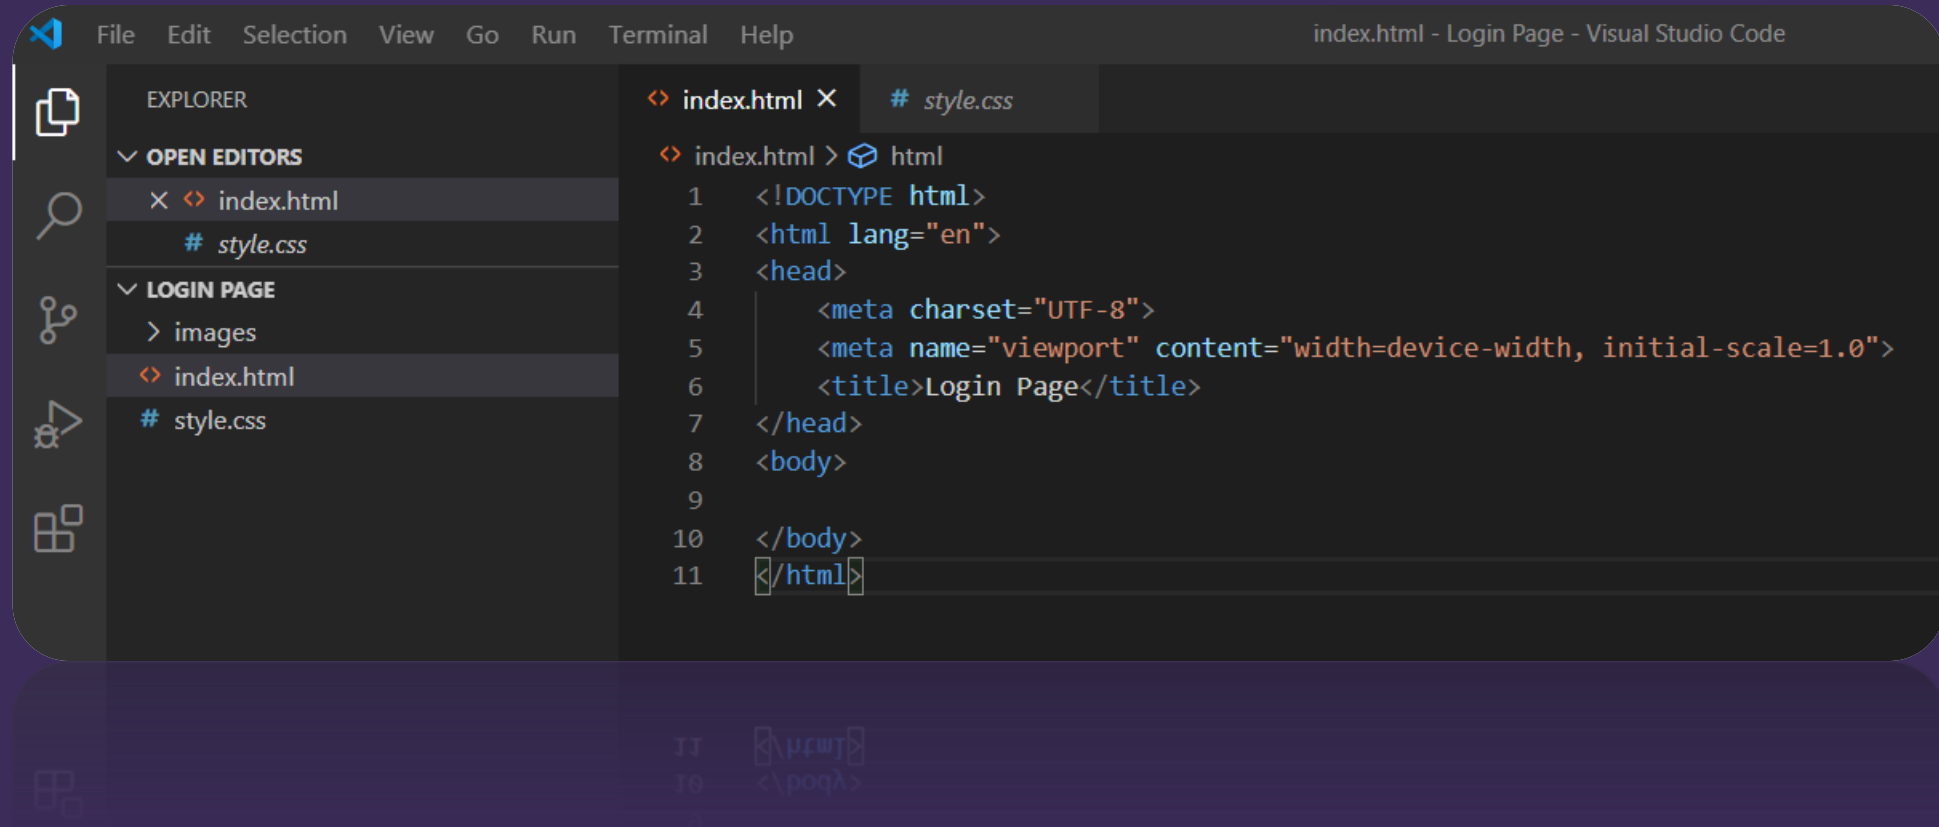 File Edit Selection View Go Run Terminal Help
index.html - Login Page - Visual Studio Code
EXPLORER
OPEN EDITORS
index.html
style.css
LOGIN PAGE
images
index.html
style.css
index.html
style.css
index.html > html
1 <!DOCTYPE html>
2 <html lang="en">
3 <head>
4     <meta charset="UTF-8">
5     <meta name="viewport" content="width=device-width, initial-scale=1.0">
6     <title>Login Page</title>
7 </head>
8 <body>
9
10 </body>
11 </html>